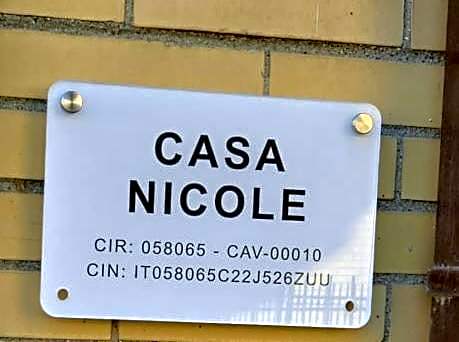 CASA
NICOLE
CIR: 058065 - CAV-00010
CIN: IT058065C22J526ZUU